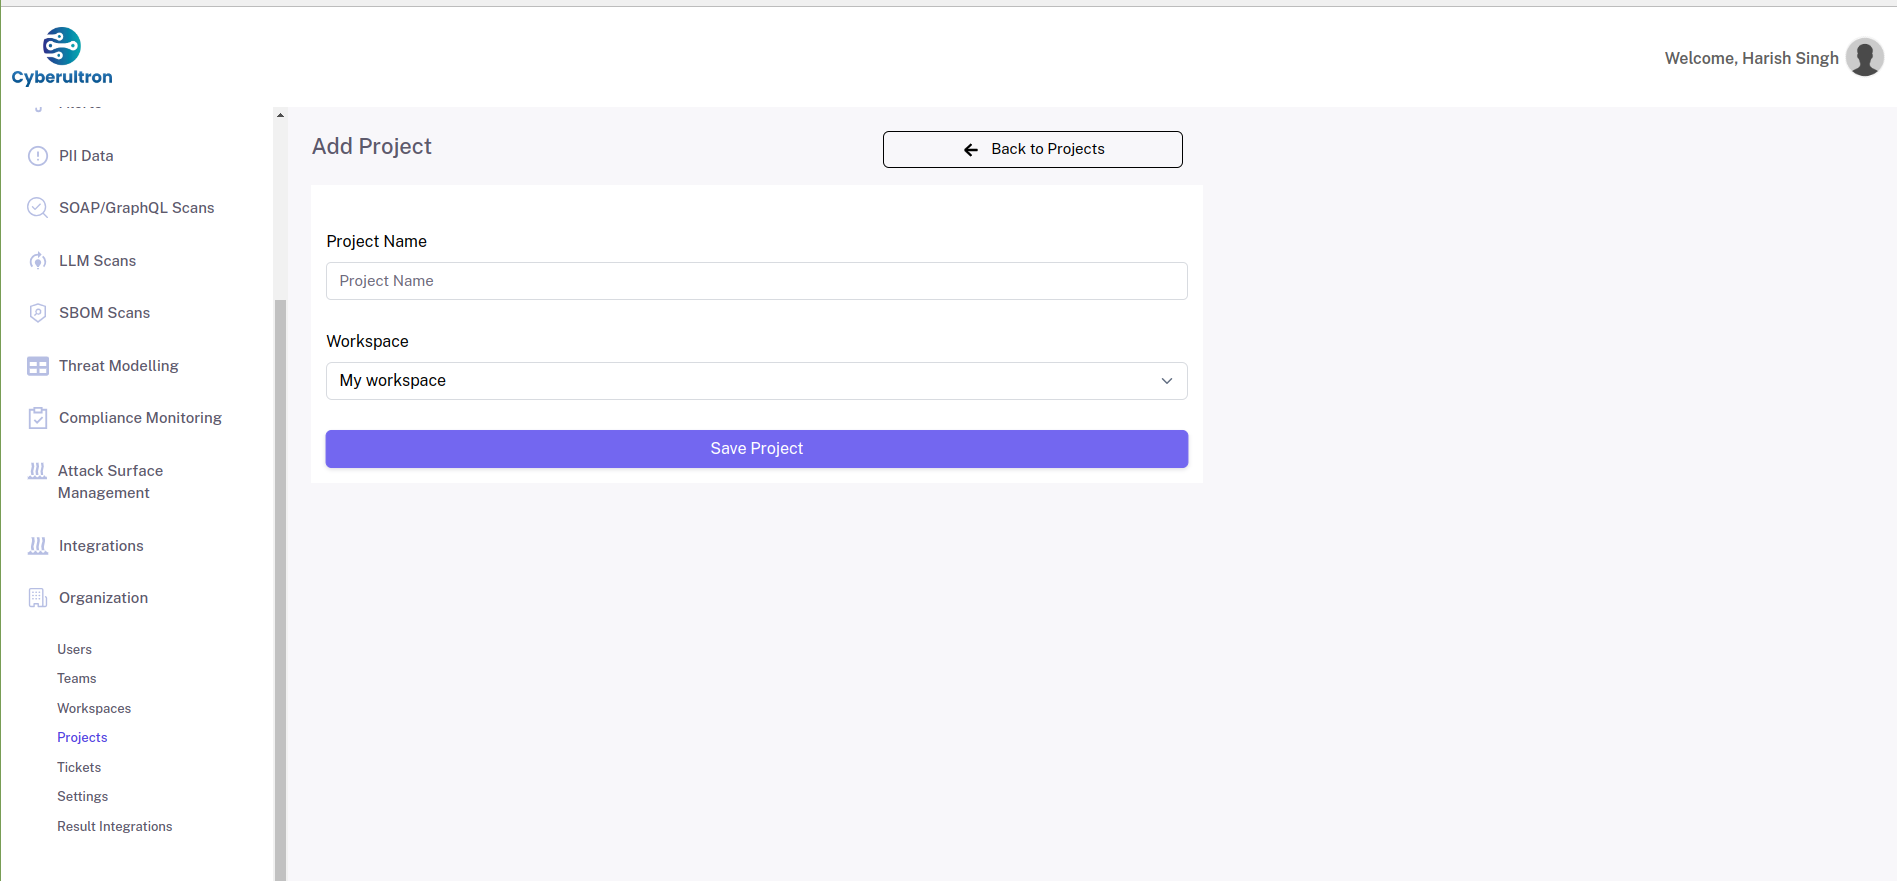 Cyberultron
Welcome, Harish Singh
PII Data
SOAP/GraphQL Scans
LLM Scans
SBOM Scans
Threat Modelling
Compliance Monitoring
Attack Surface
Management
Integrations
Organization
Users
Teams
Workspaces
Projects
Tickets
Settings
Result Integrations
Add Project
Back to Projects
Project Name
Project Name
Workspace
My workspace
Save Project